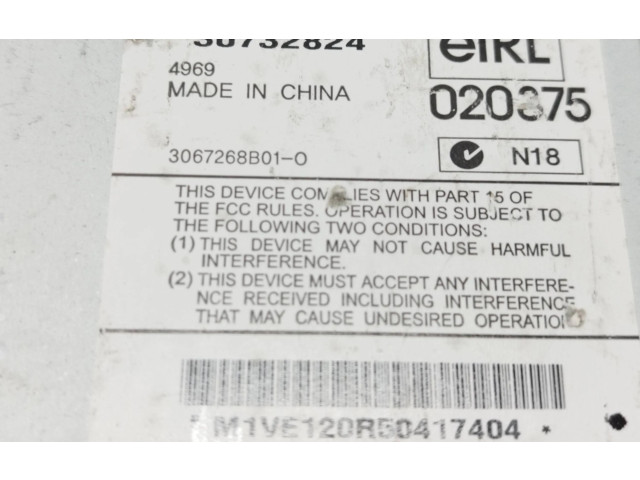 30732824
eiRL
4969
MADE IN CHINA
020375
3067268B01-O
N18
THIS DEVICE COMPLIES WITH PART 15 OF
THE FCC RULES. OPERATION IS SUBJECT TO
THE FOLLOWING TWO CONDITIONS:
(1) THIS DEVICE MAY NOT CAUSE HARMFUL
INTERFERENCE.
(2) THIS DEVICE MUST ACCEPT ANY INTERFERE-
NCE RECEIVED INCLUDING INTERFERENCE
THAT MAY CAUSE UNDESIRED OPERATION
* M1VE120R50417404 *